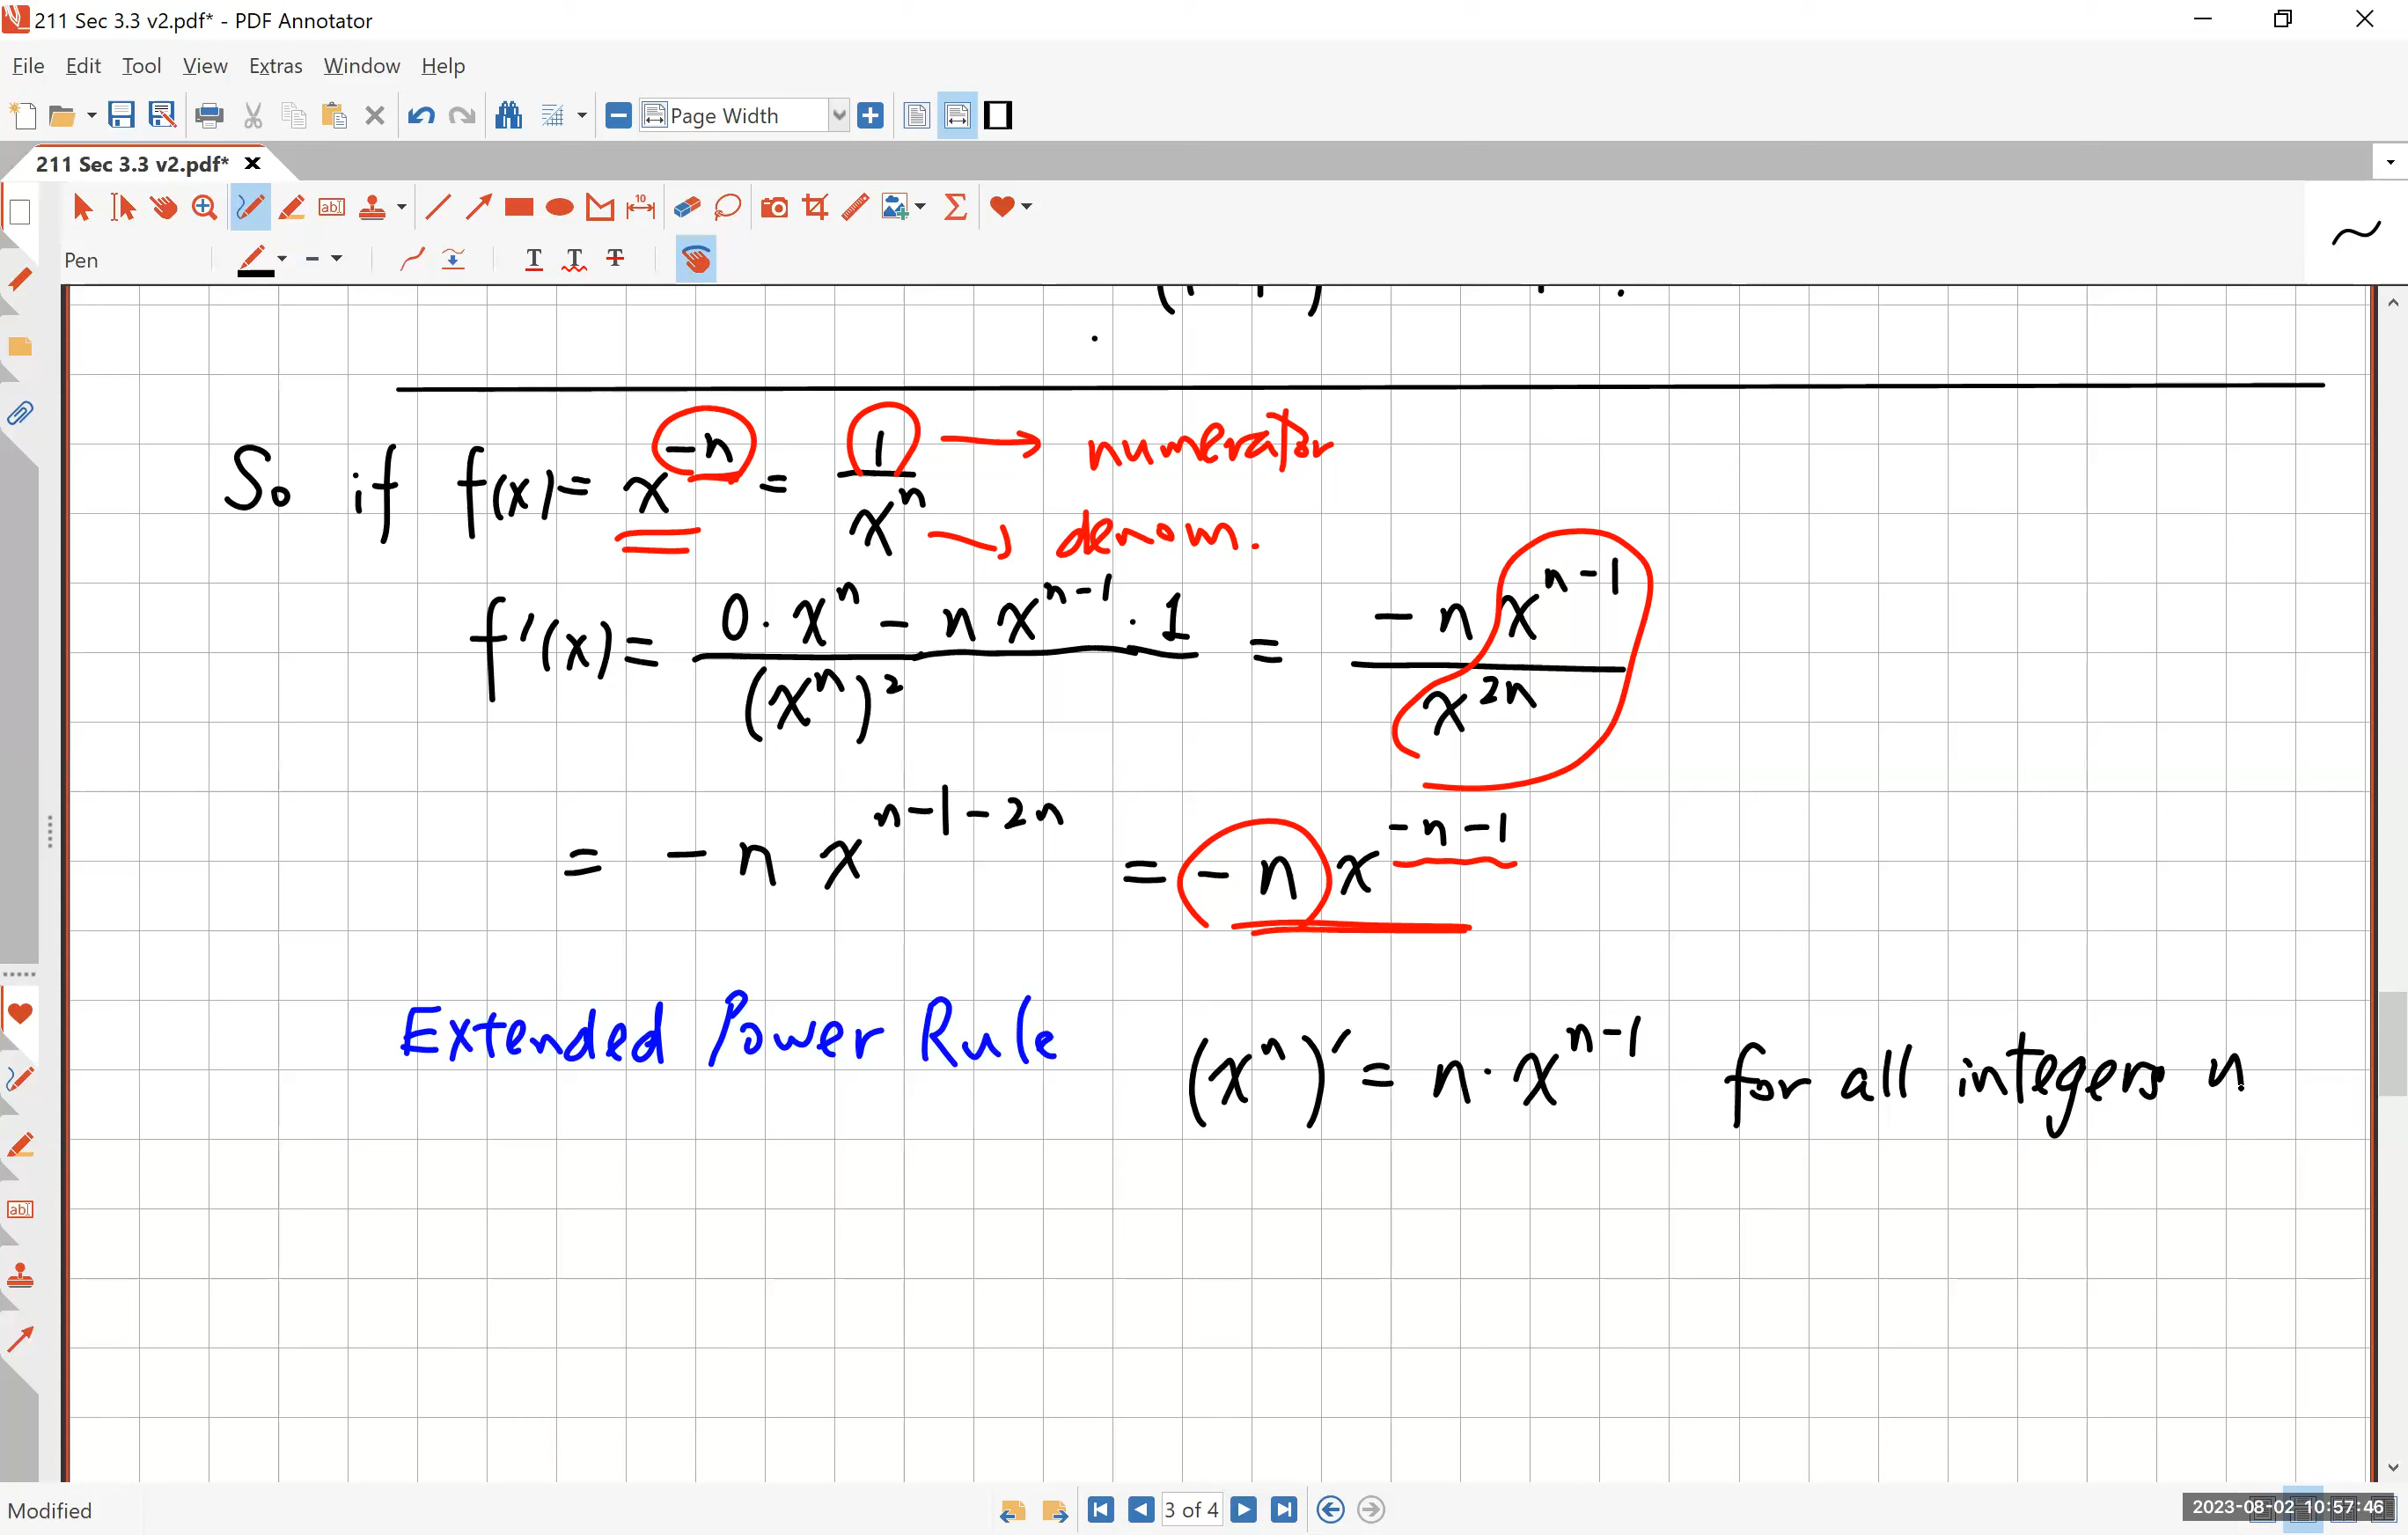 211 Sec 3.3 v2.pdf* - PDF Annotator
File Edit Tool View Extras Window Help
Page Width
211 Sec 3.3 v2.pdf*
Pen
So if f(x) = x^{-n} = 1/x^n → numerator
→ denom.
f'(x) = (0 · x^n - n x^{n-1} · 1)/(x^n)^2 = (-n x^{n-1})/x^{2n}
= -n x^{n-1-2n} = -n x^{-n-1}
Extended Power Rule (x^n)' = n · x^{n-1} for all integers n
Modified 3 of 4 2023-08-02 10:57:46